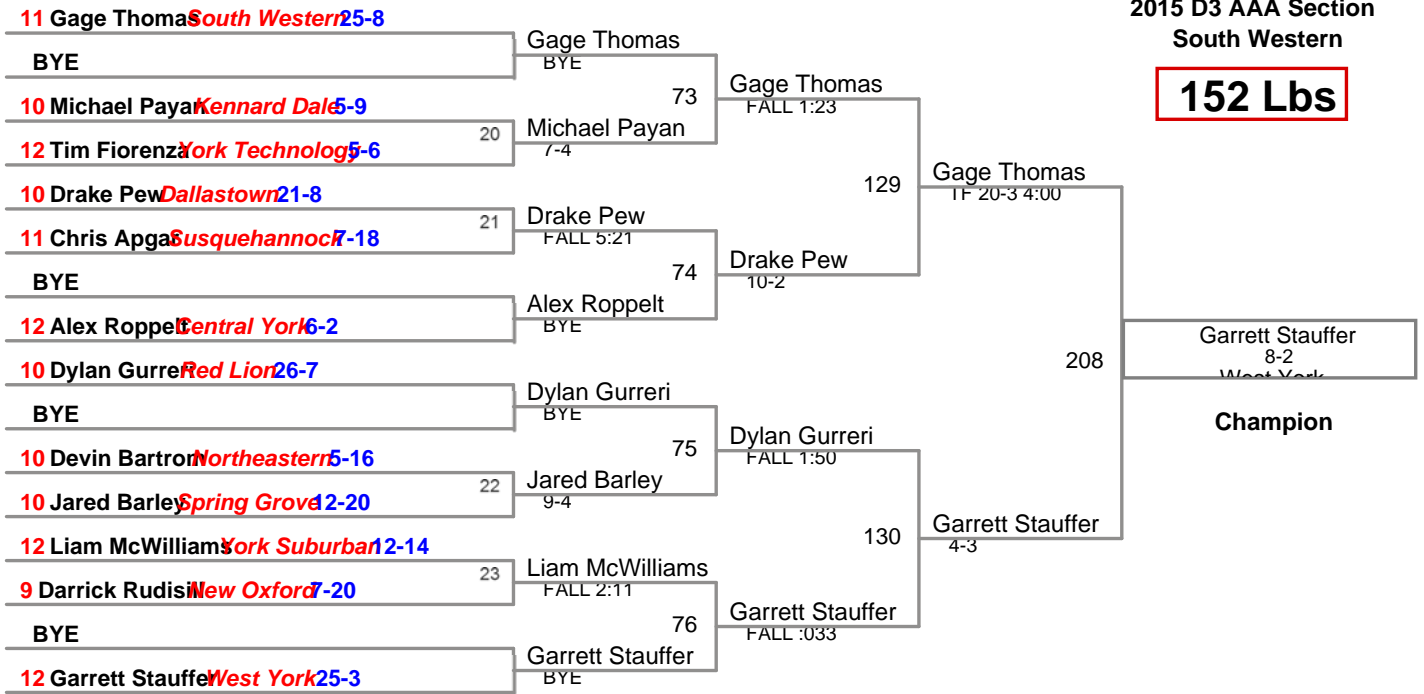 2015 D3 AAA Section
South Western
152 Lbs
11 Gage Thomas South Western 25-8
BYE
10 Michael Payan Kennard Dale 5-9
12 Tim Fiorenza York Technology 5-6
10 Drake Pew Dallastown 21-8
11 Chris Apgar Susquehannock 7-18
BYE
12 Alex Roppelt Central York 6-2
10 Dylan Gurreri Red Lion 26-7
BYE
10 Devin Bartrom Northeastern 5-16
10 Jared Barley Spring Grove 12-20
12 Liam McWilliams York Suburban 12-14
9 Darrick Rudisill New Oxford 7-20
BYE
12 Garrett Stauffer West York 25-3
Gage Thomas
BYE
20
Michael Payan
7-4
21
Drake Pew
FALL 5:21
Alex Roppelt
BYE
Dylan Gurreri
BYE
22
Jared Barley
9-4
23
Liam McWilliams
FALL 2:11
Garrett Stauffer
BYE
73
Gage Thomas
FALL 1:23
74
Drake Pew
10-2
75
Dylan Gurreri
FALL 1:50
76
Garrett Stauffer
FALL :033
129
Gage Thomas
TF 20-3 4:00
130
Garrett Stauffer
4-3
208
Garrett Stauffer
8-2
West York
Champion